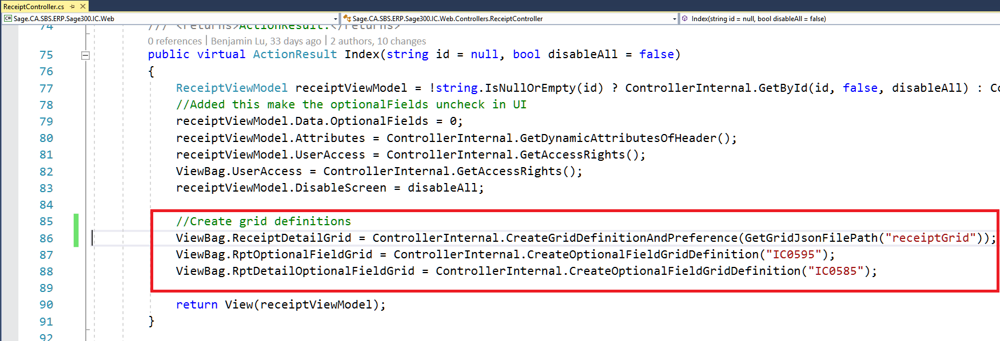 ReceiptController.cs
Sage.CA.SBS.ERP.Sage300.IC.Web Sage.CA.SBS.ERP.Sage300.IC.Web.Controllers.ReceiptController Index(string id = null, bool disableAll = false)
74 /// <returns>ActionResult.</returns>
0 references | Benjamin Lu, 33 days ago | 2 authors, 10 changes
75 public virtual ActionResult Index(string id = null, bool disableAll = false)
76 {
77 ReceiptViewModel receiptViewModel = !string.IsNullOrEmpty(id) ? ControllerInternal.GetById(id, false, disableAll) : Co
78 //Added this make the optionalFields uncheck in UI
79 receiptViewModel.Data.OptionalFields = 0;
80 receiptViewModel.Attributes = ControllerInternal.GetDynamicAttributesOfHeader();
81 receiptViewModel.UserAccess = ControllerInternal.GetAccessRights();
82 ViewBag.UserAccess = ControllerInternal.GetAccessRights();
83 receiptViewModel.DisableScreen = disableAll;
84
85 //Create grid definitions
86 ViewBag.ReceiptDetailGrid = ControllerInternal.CreateGridDefinitionAndPreference(GetGridJsonFilePath("receiptGrid"));
87 ViewBag.RptOptionalFieldGrid = ControllerInternal.CreateOptionalFieldGridDefinition("IC0595");
88 ViewBag.RptDetailOptionalFieldGrid = ControllerInternal.CreateOptionalFieldGridDefinition("IC0585");
89
90 return View(receiptViewModel);
91 }
92